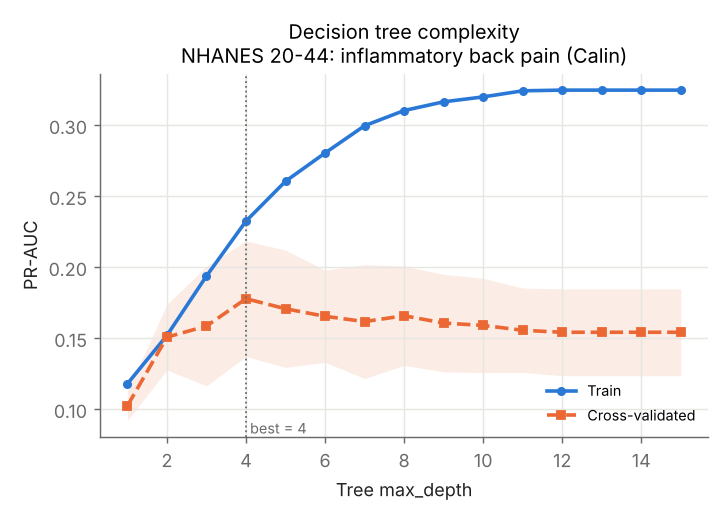 Decision tree complexity
NHANES 20-44: inflammatory back pain (Calin)
PR-AUC
0.30
0.25
0.20
0.15
0.10
best = 4
Train
Cross-validated
2
4
6
8
10
12
14
Tree max_depth